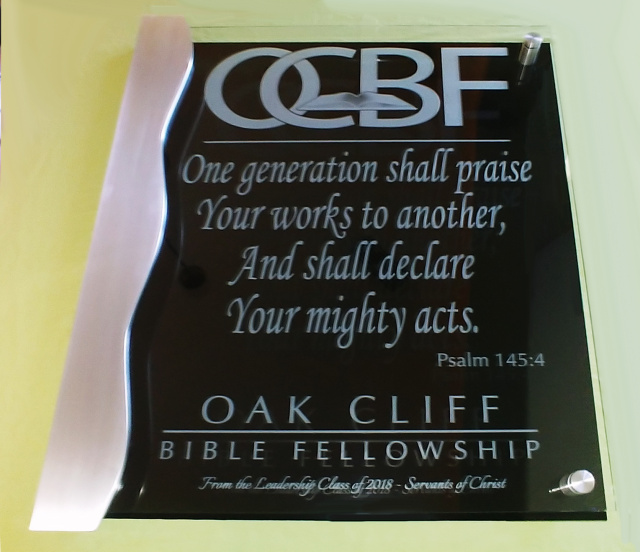 OCBF
One generation shall praise
Your works to another,
And shall declare
Your mighty acts.
Psalm 145:4
OAK CLIFF
BIBLE FELLOWSHIP
From the Leadership Class of 2018 - Servants of Christ